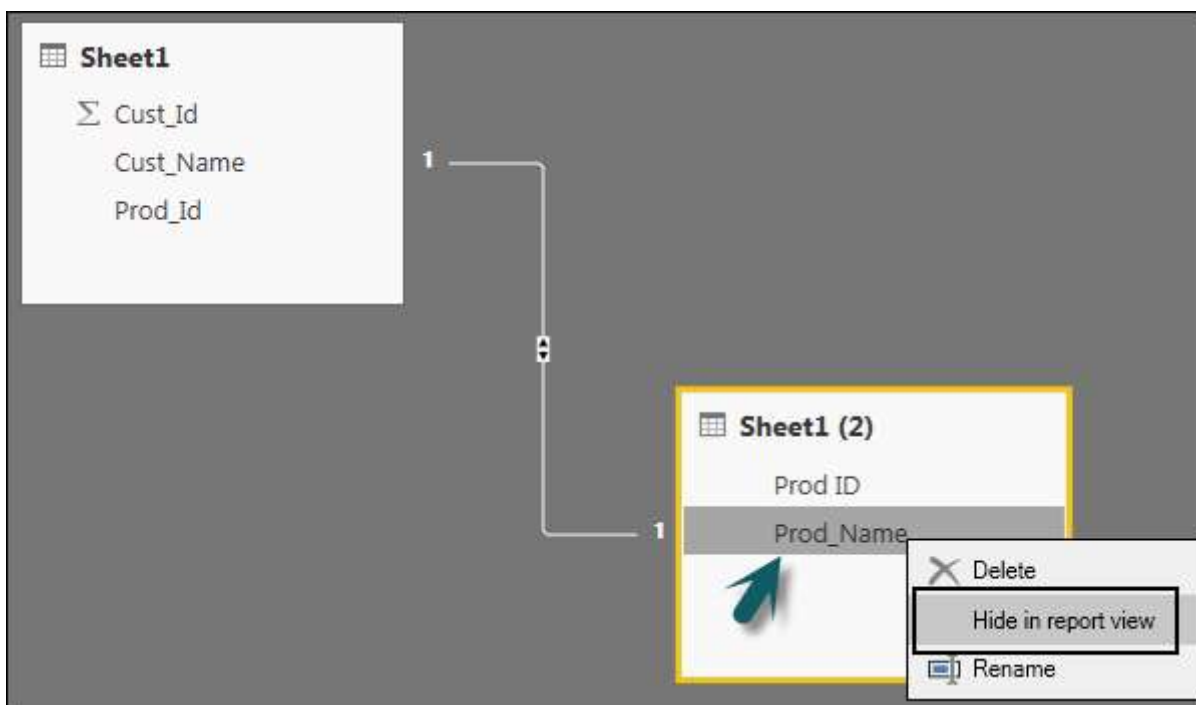 Sheet1
Σ Cust_Id
Cust_Name
Prod_Id
1
1
Sheet1 (2)
Prod ID
Prod_Name
Delete
Hide in report view
Rename